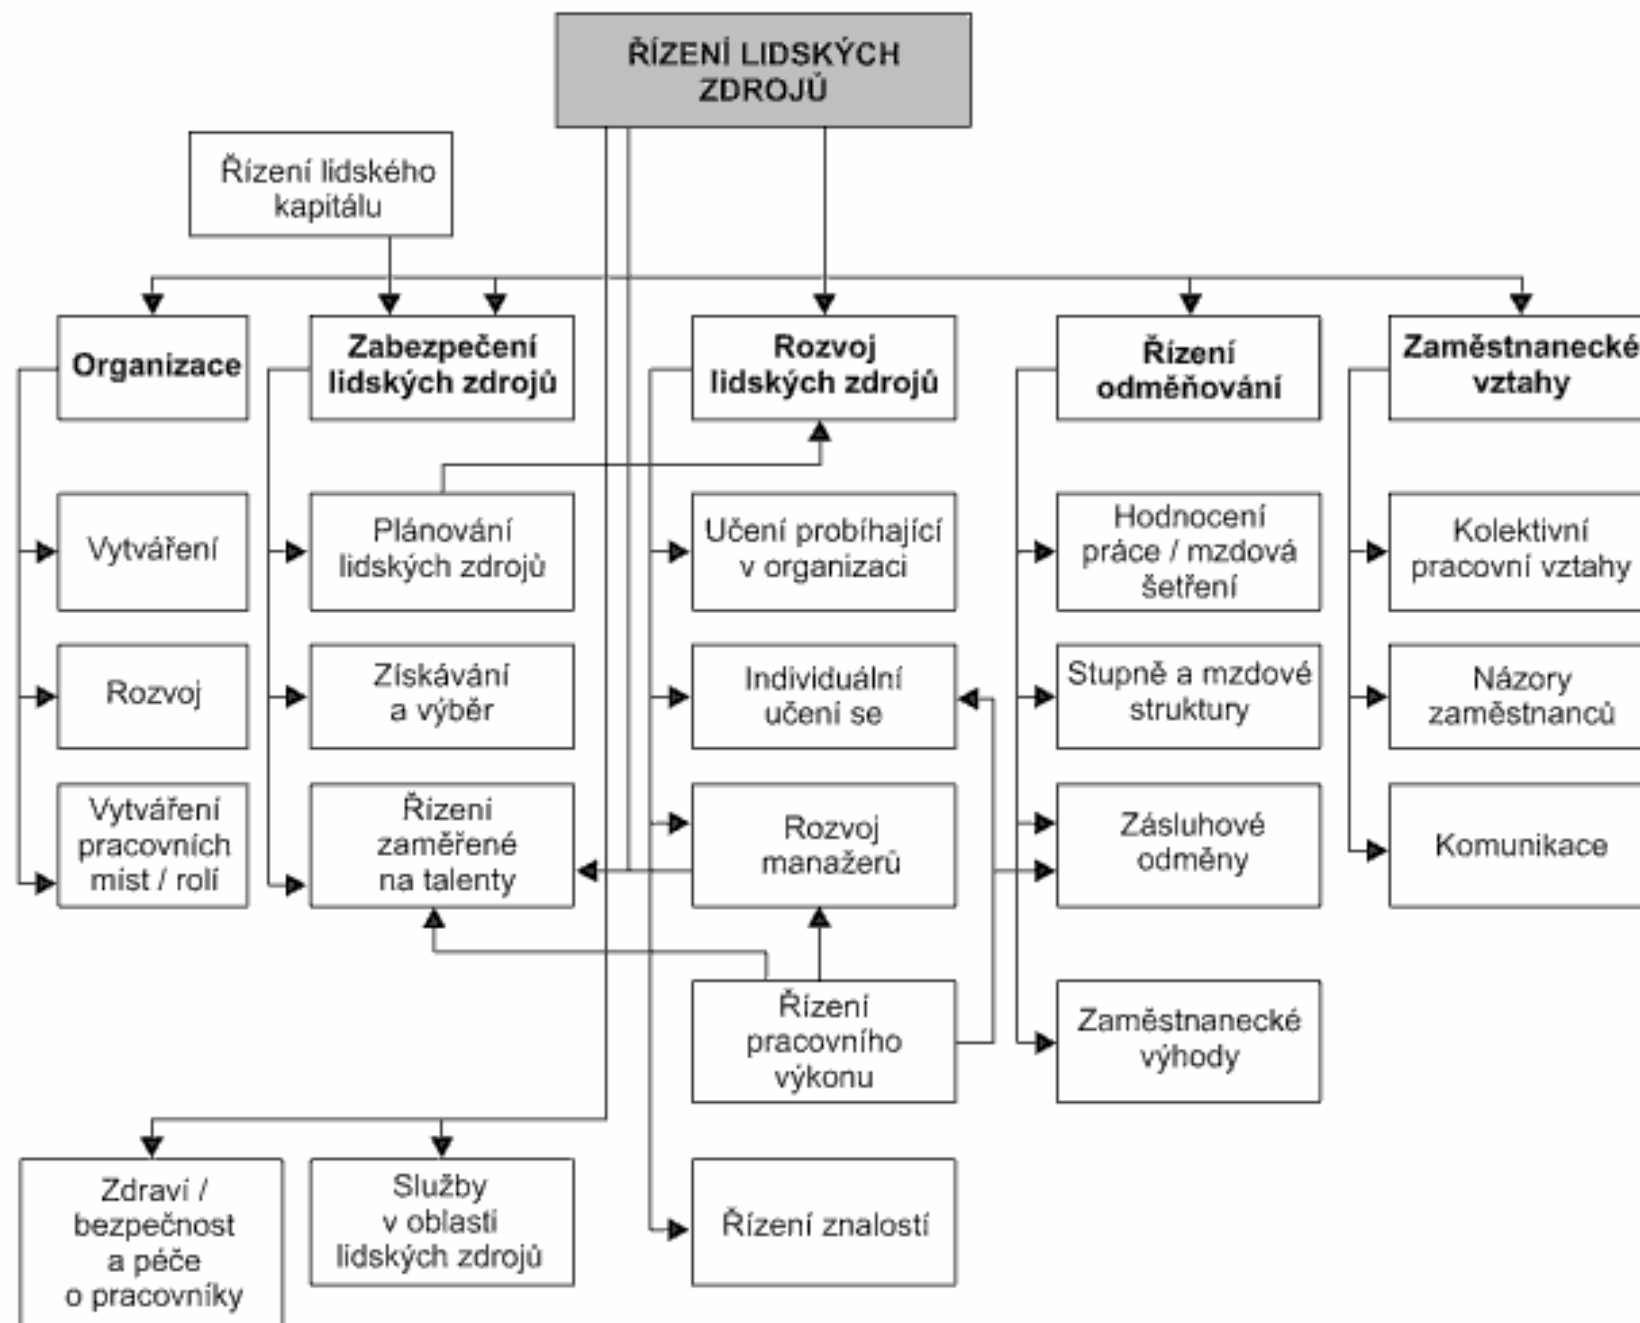 ŘÍZENÍ LIDSKÝCH
ZDROJŮ
Řízení lidského
kapitálu
Organizace
Zabezpečení
lidských zdrojů
Rozvoj
lidských zdrojů
Řízení
odměňování
Zaměstnanecké
vztahy
Vytváření
Plánování
lidských zdrojů
Učení probíhající
v organizaci
Hodnocení
práce / mzdová
šetření
Kolektivní
pracovní vztahy
Rozvoj
Získávání
a výběr
Individuální
učení se
Stupně a mzdové
struktury
Názory
zaměstnanců
Vytváření
pracovních
míst / rolí
Řízení
zaměřené
na talenty
Rozvoj
manažerů
Zásluhové
odměny
Komunikace
Řízení
pracovního
výkonu
Zaměstnanecké
výhody
Zdraví /
bezpečnost
a péče
o pracovníky
Služby
v oblasti
lidských zdrojů
Řízení znalostí